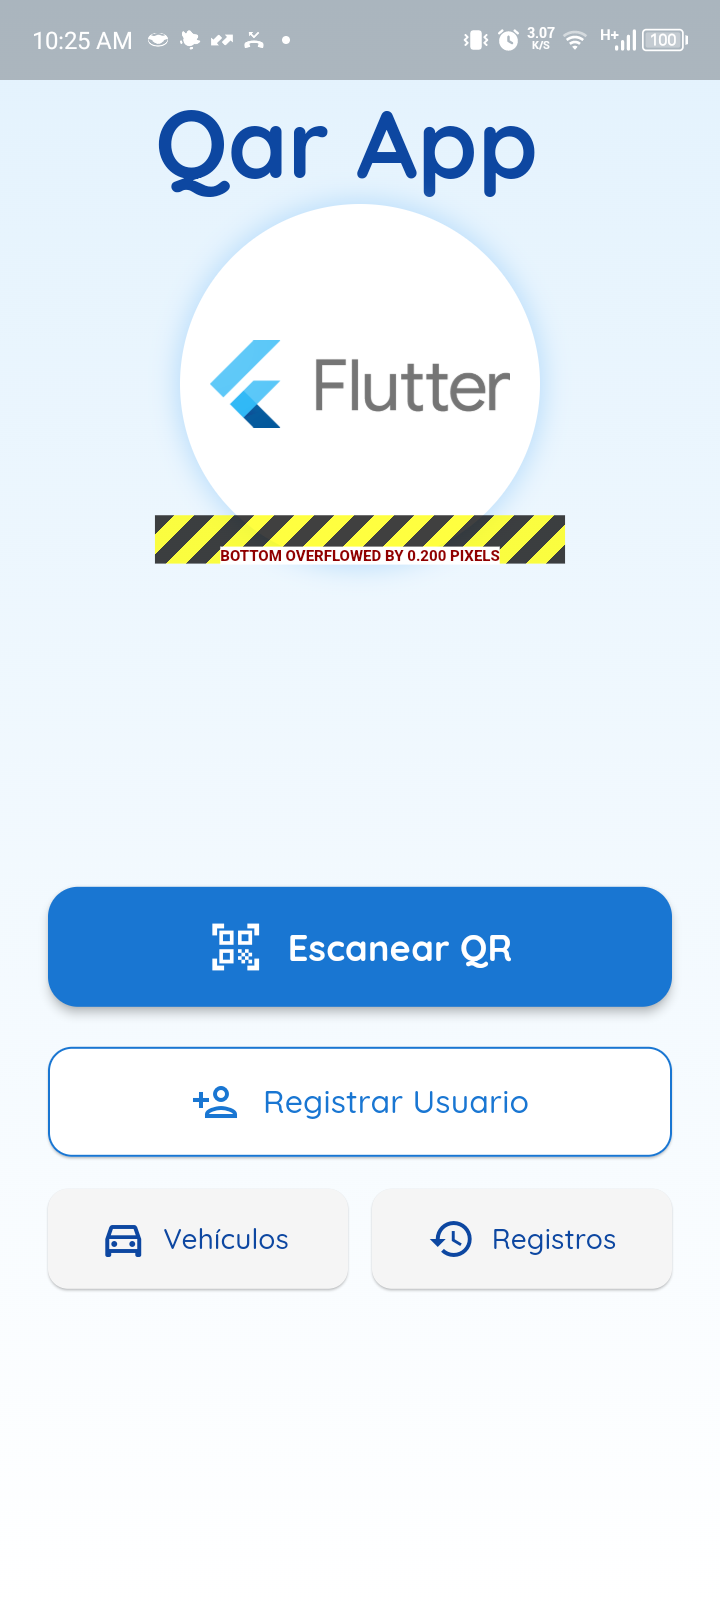 10:25 AM
3.07
K/S
H+
100
Qar App
Flutter
BOTTOM OVERFLOWED BY 0.200 PIXELS
Escanear QR
Registrar Usuario
Vehículos
Registros